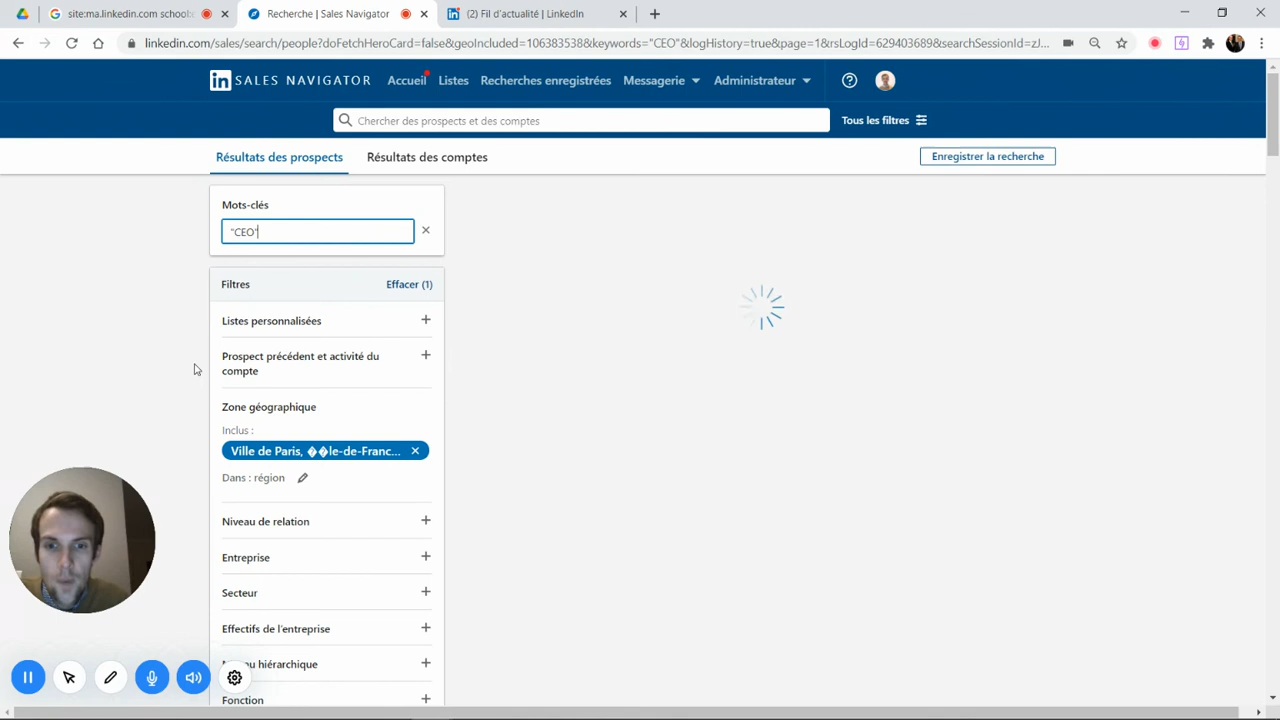 site:ma.linkedin.com school:
Recherche | Sales Navigator
(2) Fil d'actualité | LinkedIn
linkedin.com/sales/search/people?doFetchHeroCard=false&geoIncluded=106383538&keywords="CEO"&logHistory=true&page=1&rsLogId=629403689&searchSessionId=zJ...
in SALES NAVIGATOR
Accueil
Listes
Recherches enregistrées
Messagerie
Administrateur
Chercher des prospects et des comptes
Tous les filtres
Résultats des prospects
Résultats des comptes
Enregistrer la recherche
Mots-clés
"CEO"
Filtres
Effacer (1)
Listes personnalisées
Prospect précédent et activité du
compte
Zone géographique
Inclus :
Ville de Paris, ��le-de-Franc...
Dans : région
Niveau de relation
Entreprise
Secteur
Effectifs de l'entreprise
hiérarchique
Fonction